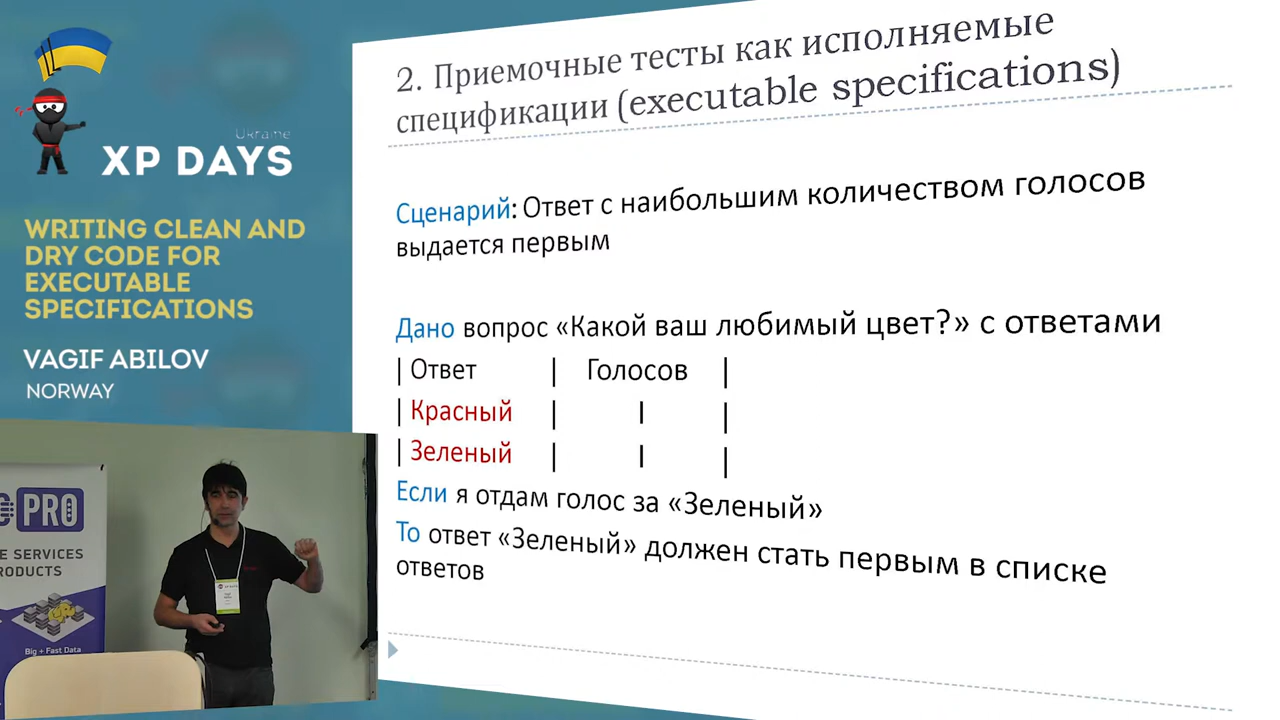 Ukraine
XP DAYS
WRITING CLEAN AND
DRY CODE FOR
EXECUTABLE
SPECIFICATIONS
VAGIF ABILOV
NORWAY
2. Приемочные тесты как исполняемые
спецификации (executable specifications)
Сценарий: Ответ с наибольшим количеством голосов
выдается первым
Дано вопрос «Какой ваш любимый цвет?» с ответами
| Ответ | Голосов |
| Красный | 1 |
| Зеленый | 1 |
Если я отдам голос за «Зеленый»
То ответ «Зеленый» должен стать первым в списке
ответов
PRO
E SERVICES
RODUCTS
Big + Fast Data